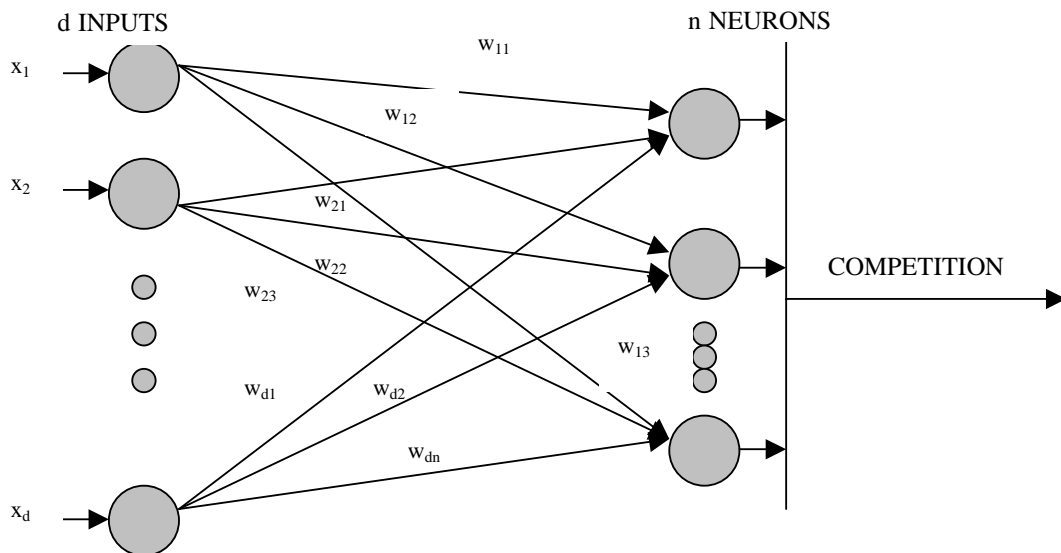 d INPUTS
n NEURONS
x1
w11
w12
x2
w21
w22
w23
COMPETITION
w13
wd1
wd2
wdn
xd